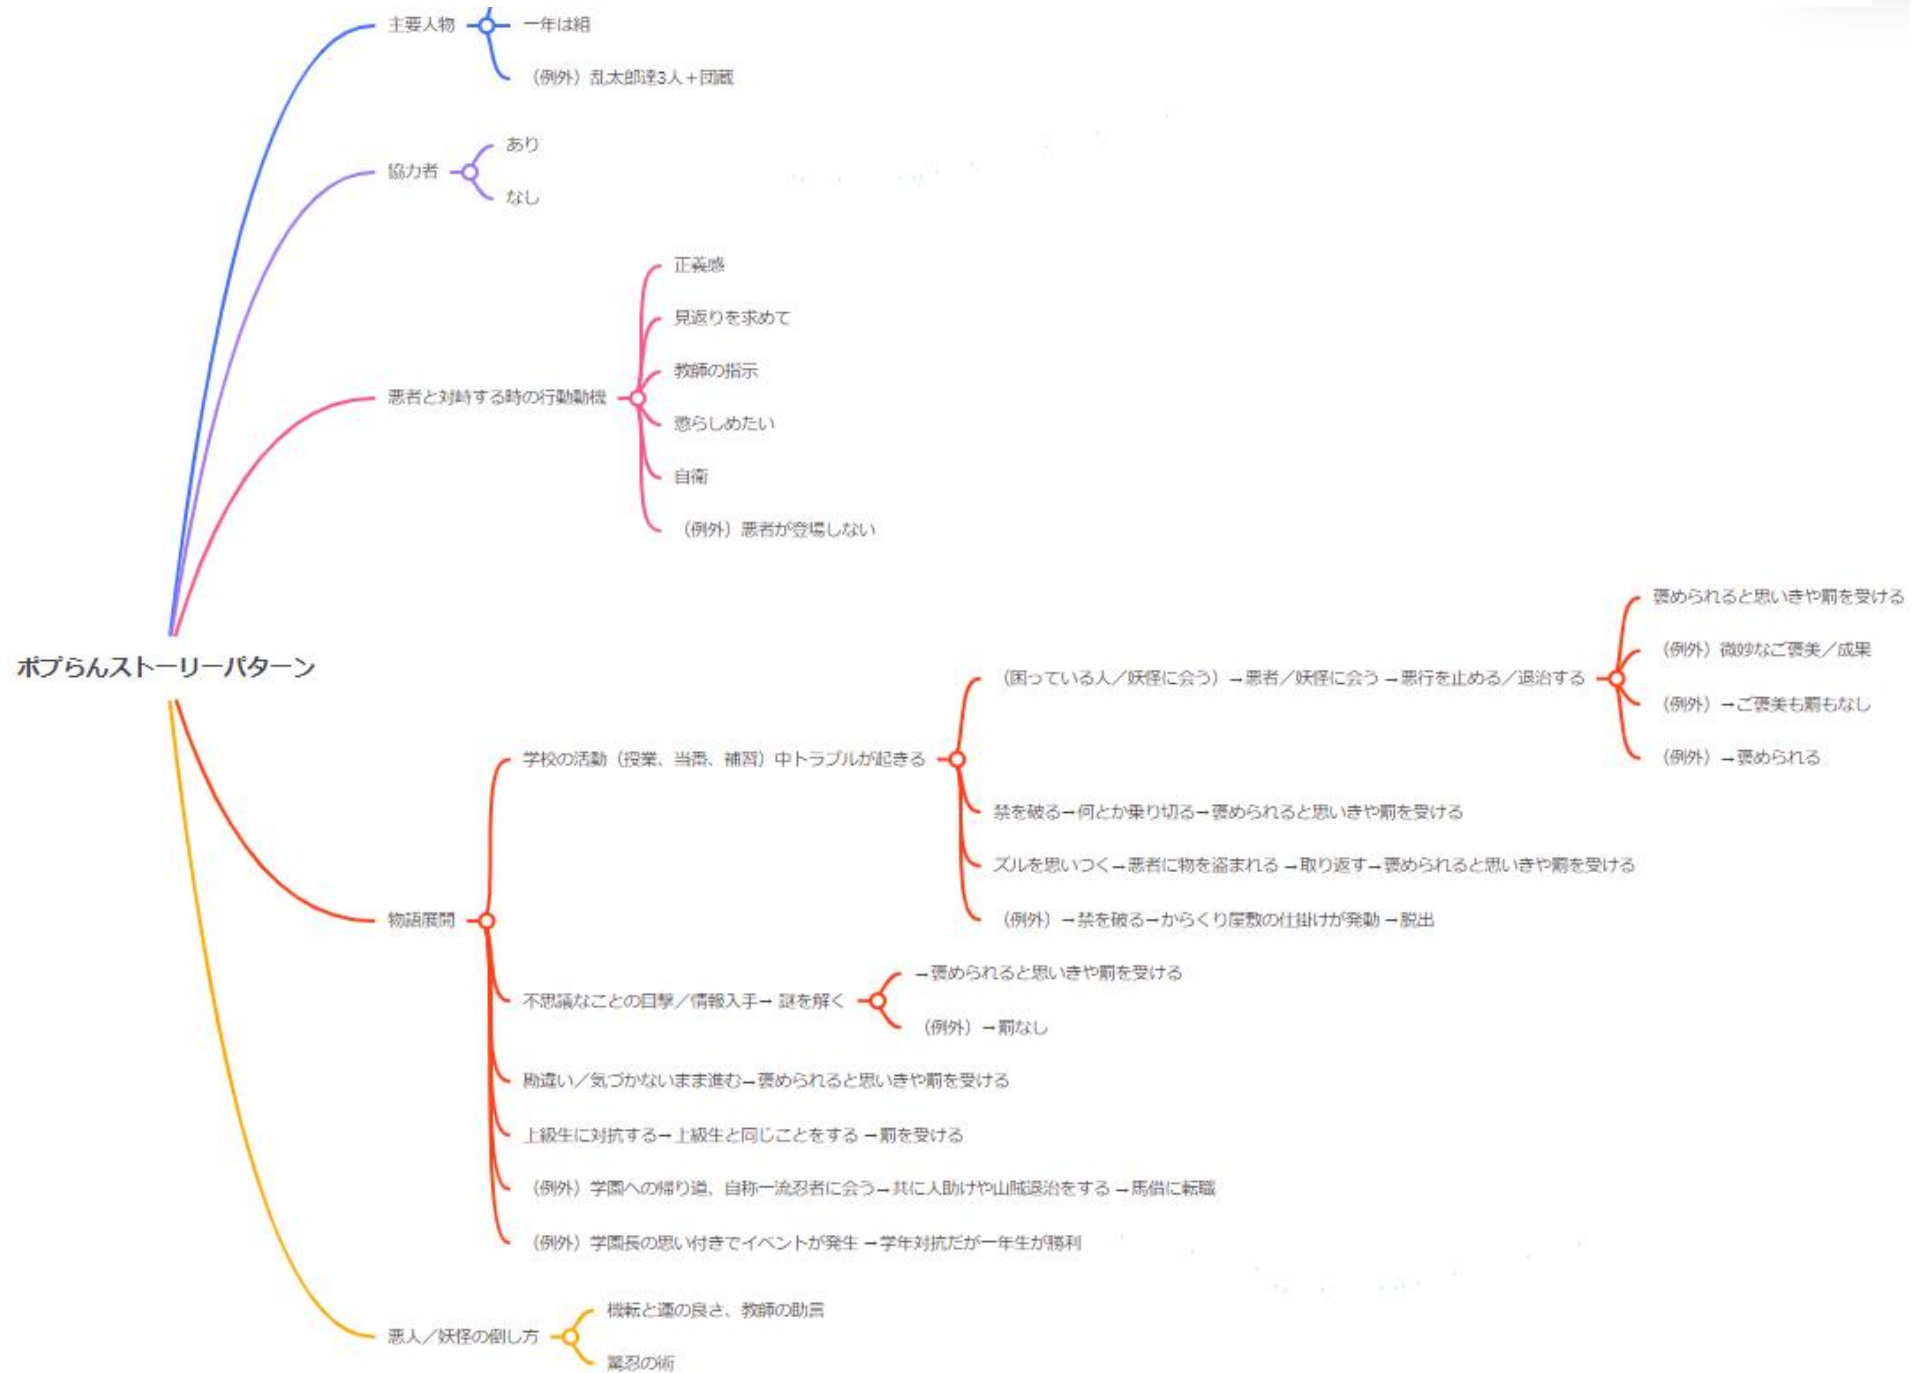 主要人物
一年は組
（例外）乱太郎達3人＋団蔵
協力者
あり
なし
悪者と対峙する時の行動動機
正義感
見返りを求めて
教師の指示
懲らしめたい
自衛
（例外）悪者が登場しない
ポプらんストーリーパターン
物語展開
学校の活動（授業、当番、補習）中トラブルが起きる
（困っている人／妖怪に会う）→悪者／妖怪に会う→悪行を止める／退治する
褒められると思いきや罰を受ける
（例外）微妙なご褒美／成果
（例外）→ご褒美も罰もなし
（例外）→褒められる
禁を破る→何とか乗り切る→褒められると思いきや罰を受ける
ズルを思いつく→悪者に物を盗まれる→取り返す→褒められると思いきや罰を受ける
（例外）→禁を破る→からくり屋敷の仕掛けが発動→脱出
不思議なことの目撃／情報入手→ 謎を解く
→褒められると思いきや罰を受ける
（例外）→罰なし
勘違い／気づかないまま進む→褒められると思いきや罰を受ける
上級生に対抗する→上級生と同じことをする→罰を受ける
（例外）学園への帰り道、自称一流忍者に会う→共に人助けや山賊退治をする→馬借に転職
（例外）学園長の思い付きでイベントが発生→学年対抗だが一年生が勝利
悪人／妖怪の倒し方
機転と運の良さ、教師の助言
驚忍の術